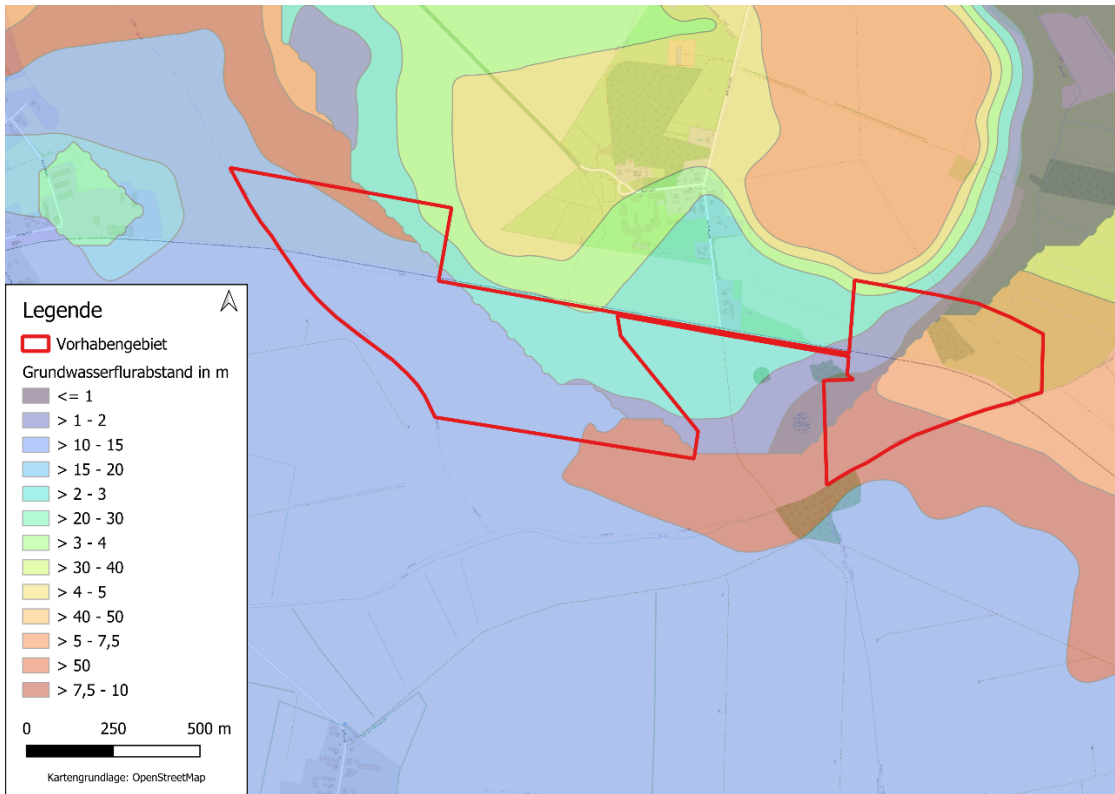 Legende
Vorhabengebiet
Grundwasserflurabstand in m
<= 1
> 1 - 2
> 10 - 15
> 15 - 20
> 2 - 3
> 20 - 30
> 3 - 4
> 30 - 40
> 4 - 5
> 40 - 50
> 5 - 7,5
> 50
> 7,5 - 10
0 250 500 m
Kartengrundlage: OpenStreetMap